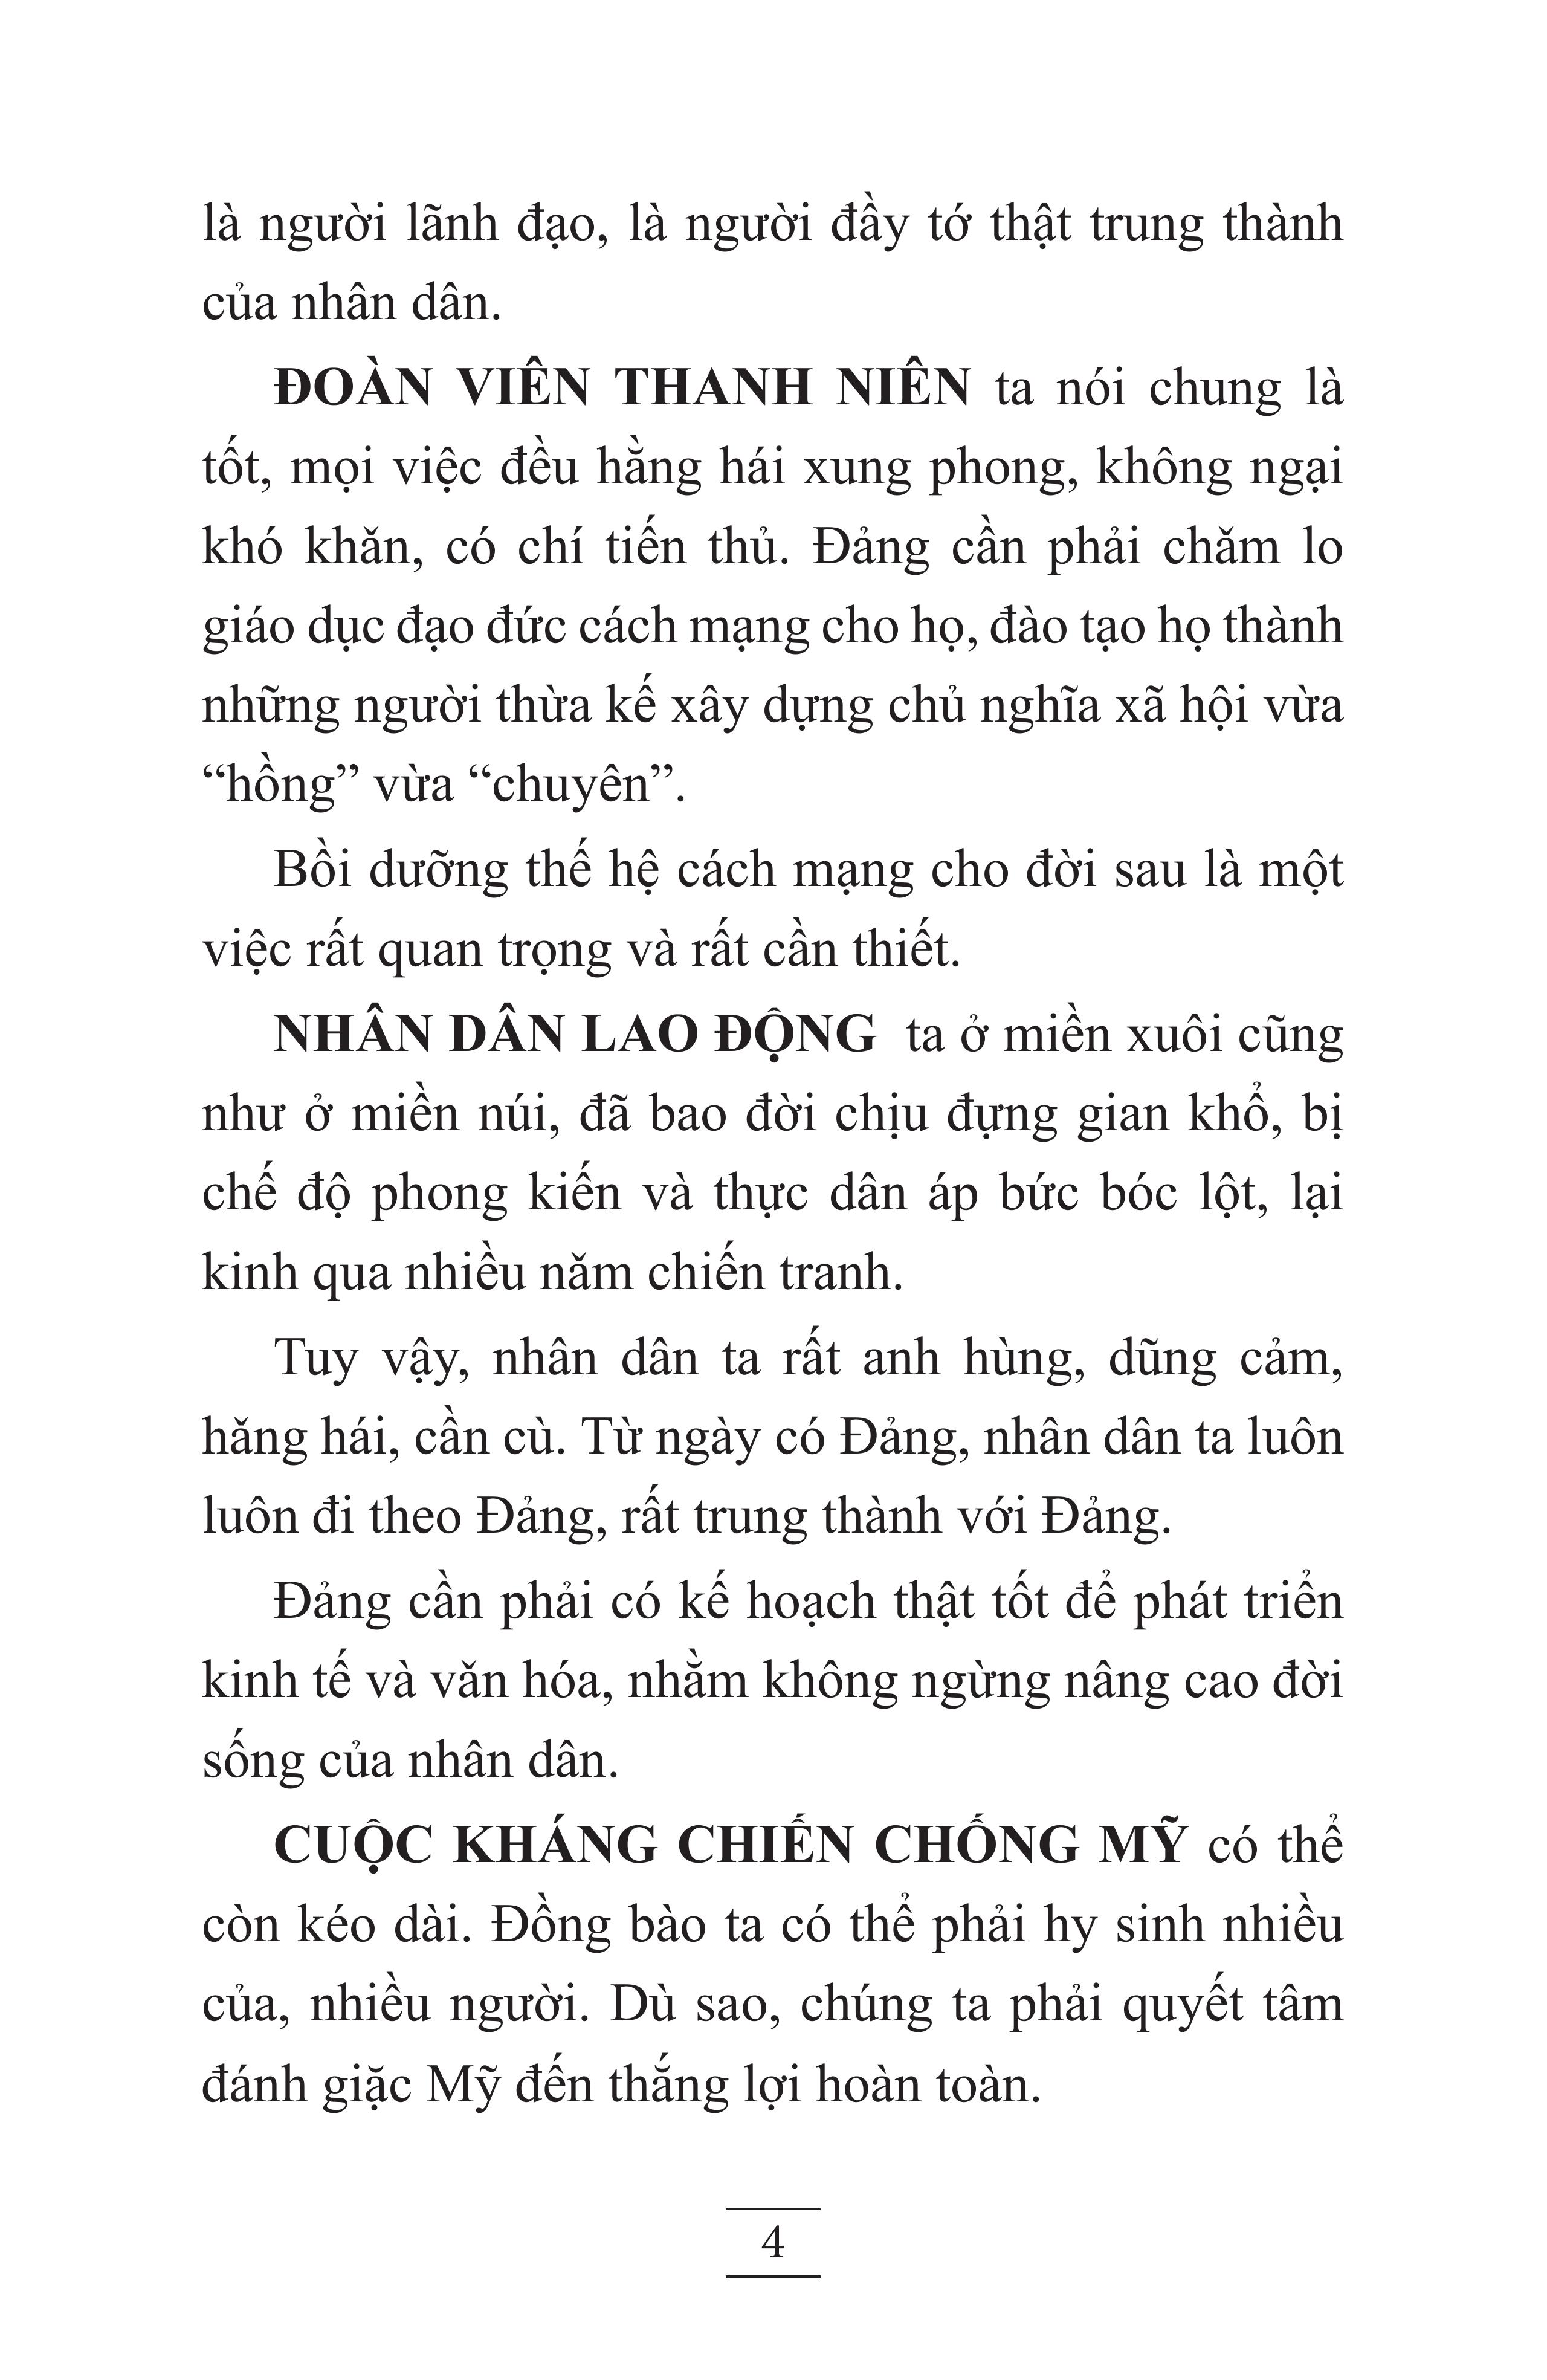 là người lãnh đạo, là người đầy tớ thật trung thành
của nhân dân.
ĐOÀN VIÊN THANH NIÊN ta nói chung là
tốt, mọi việc đều hằng hái xung phong, không ngại
khó khăn, có chí tiến thủ. Đảng cần phải chăm lo
giáo dục đạo đức cách mạng cho họ, đào tạo họ thành
những người thừa kế xây dựng chủ nghĩa xã hội vừa
“hồng” vừa “chuyên”.
Bồi dưỡng thế hệ cách mạng cho đời sau là một
việc rất quan trọng và rất cần thiết.
NHÂN DÂN LAO ĐỘNG ta ở miền xuôi cũng
như ở miền núi, đã bao đời chịu đựng gian khổ, bị
chế độ phong kiến và thực dân áp bức bóc lột, lại
kinh qua nhiều năm chiến tranh.
Tuy vậy, nhân dân ta rất anh hùng, dũng cảm,
hăng hái, cần cù. Từ ngày có Đảng, nhân dân ta luôn
luôn đi theo Đảng, rất trung thành với Đảng.
Đảng cần phải có kế hoạch thật tốt để phát triển
kinh tế và văn hóa, nhằm không ngừng nâng cao đời
sống của nhân dân.
CUỘC KHÁNG CHIẾN CHỐNG MỸ có thể
còn kéo dài. Đồng bào ta có thể phải hy sinh nhiều
của, nhiều người. Dù sao, chúng ta phải quyết tâm
đánh giặc Mỹ đến thắng lợi hoàn toàn.
4